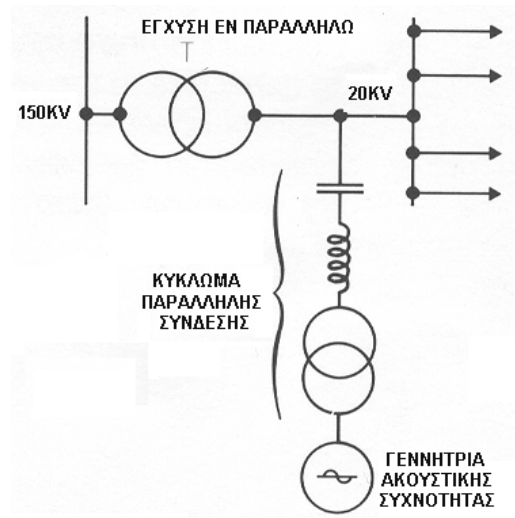 ΕΓΧΥΣΗ ΕΝ ΠΑΡΑΛΛΗΛΩ
T
150KV
20KV
ΚΥΚΛΩΜΑ
ΠΑΡΑΛΛΗΛΗΣ
ΣΥΝΔΕΣΗΣ
ΓΕΝΝΗΤΡΙΑ
ΑΚΟΥΣΤΙΚΗΣ
ΣΥΧΝΟΤΗΤΑΣ